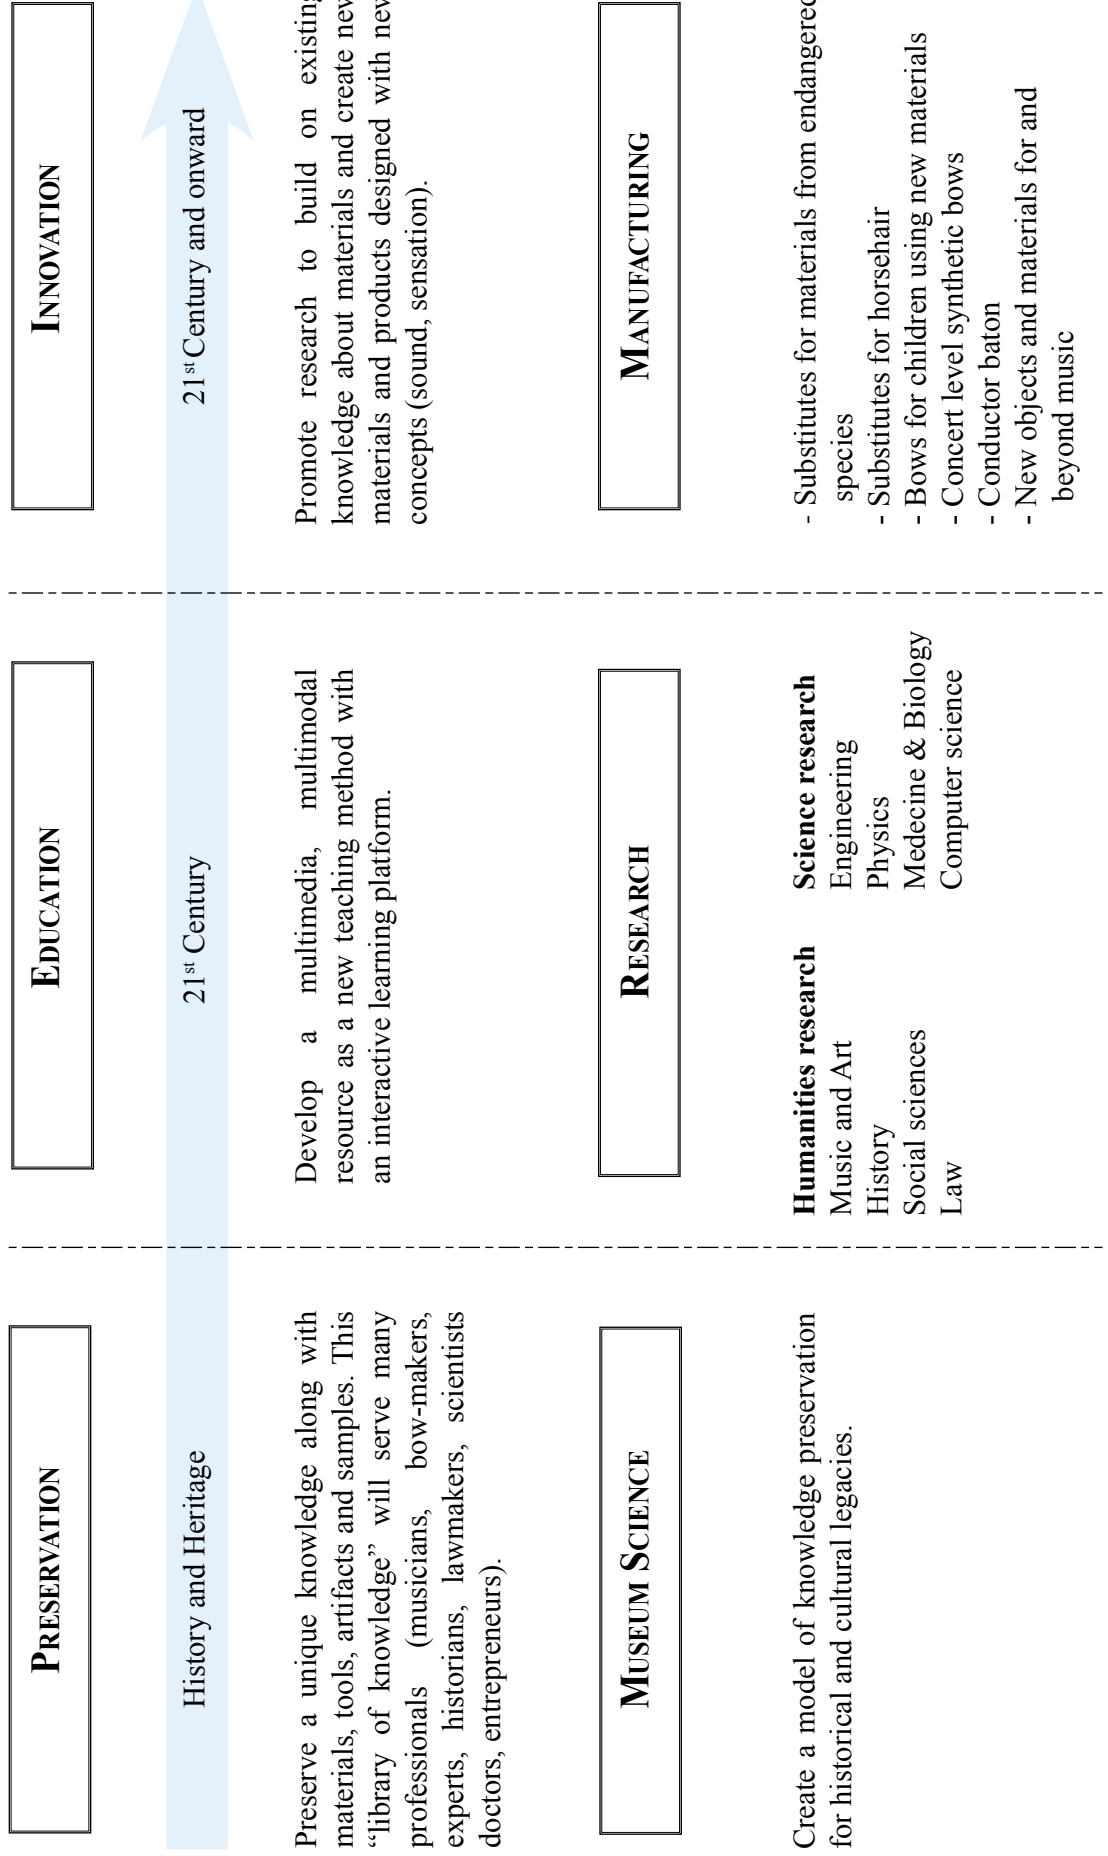 PRESERVATION
History and Heritage
Preserve a unique knowledge along with
materials, tools, artifacts and samples. This
“library of knowledge” will serve many
professionals (musicians, bow-makers,
experts, historians, lawmakers, scientists
doctors, entrepreneurs).
MUSEUM SCIENCE
Create a model of knowledge preservation
for historical and cultural legacies.
EDUCATION
21st Century
Develop a multimedia, multimodal
resource as a new teaching method with
an interactive learning platform.
RESEARCH
Humanities research
Music and Art
History
Social sciences
Law
Science research
Engineering
Physics
Medecine & Biology
Computer science
INNOVATION
21st Century and onward
Promote research to build on existing
knowledge about materials and create new
materials and products designed with new
concepts (sound, sensation).
MANUFACTURING
- Substitutes for materials from endangered
species
- Substitutes for horsehair
- Bows for children using new materials
- Concert level synthetic bows
- Conductor baton
- New objects and materials for and
beyond music